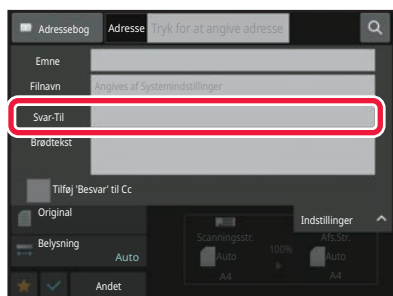 Adressebog Adresse Tryk for at angive adresse
Emne
Filnavn Angives af Systemindstillinger
Svar-Til
Brødtekst
Tilføj 'Besvar' til Cc
Original
Indstillinger
Belysning
Auto
Scanningsstr. 100% Afs.Str.
Auto Auto
A4 A4
Andet